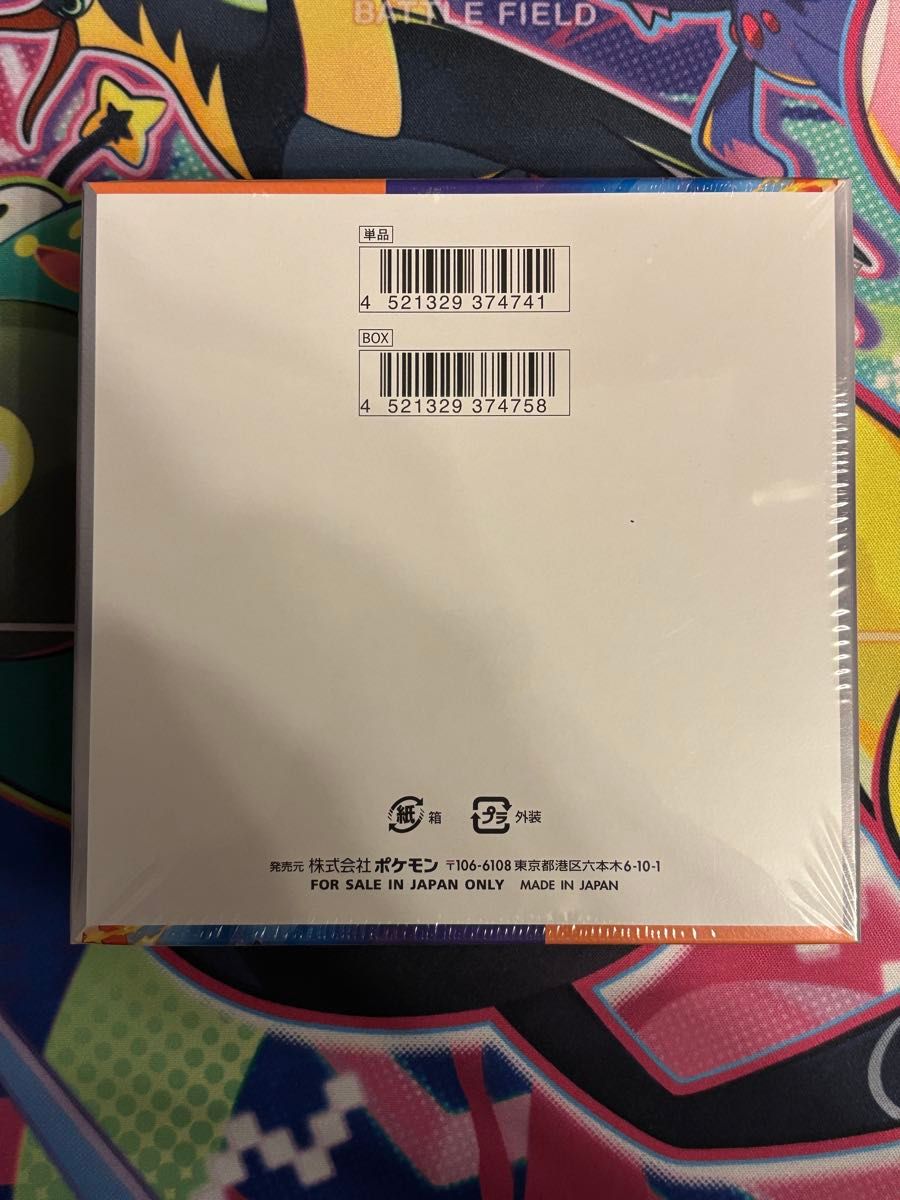 BATTLE FIELD
単品
4 521329 374741
BOX
4 521329 374758
紙 箱 プラ 外装
発売元 株式会社ポケモン 〒106-6108 東京都港区六本木6-10-1
FOR SALE IN JAPAN ONLY MADE IN JAPAN